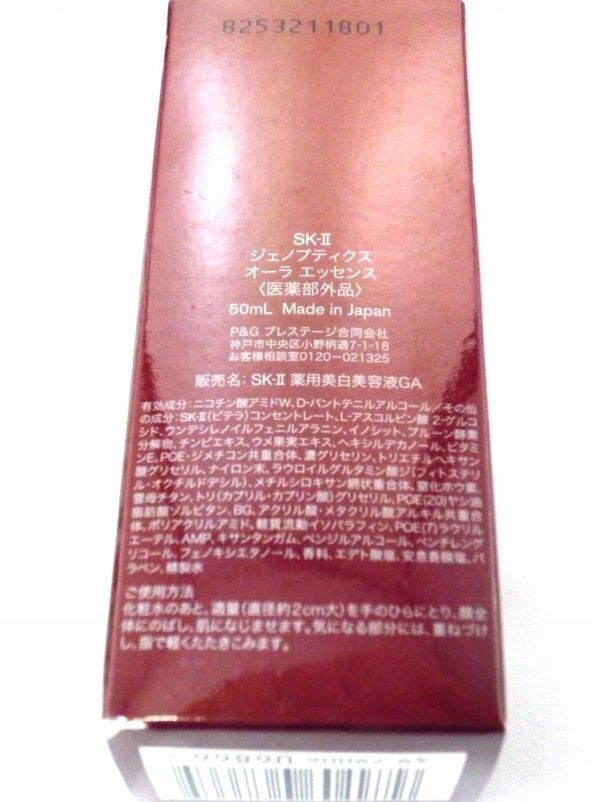 8253211801
SK-II
ジェノプティクス
オーラ エッセンス
〈医薬部外品〉
50mL Made in Japan
P&G プレステージ合同会社
神戸市中央区小野柄通7-1-18
お客様相談室0120-021325
販売名：SK-II 薬用美白美容液GA
有効成分：ニコチン酸アミドW、D-パントテニルアルコール／その他
の成分：SK-II（ピテラ）コンセントレート、L-アスコルビン酸 2-グルコ
シド、ウンデシレノイルフェニルアラニン、イノシット、プルーン酵素
分解物、チンピエキス、ウメ果実エキス、ヘキシルデカノール、ビタミ
ンE、POE・ジメチコン共重合体、濃グリセリン、トリエチルヘキサン
酸グリセリル、ナイロン末、ラウロイルグルタミン酸ジ（フィトステリ
ル・オクチルドデシル）、メチルシロキサン網状重合体、窒化ホウ素、
雲母チタン、トリ（カプリル・カプリン酸）グリセリル、POE(20)ヤシ油
脂肪酸ソルビタン、BG、アクリル酸・メタクリル酸アルキル共重合
体、ポリアクリルアミド、軽質流動イソパラフィン、POE(7)ラウリル
エーテル、AMP、キサンタンガム、ベンジルアルコール、ペンチレング
リコール、フェノキシエタノール、香料、エデト酸塩、安息香酸塩、パ
ラベン、精製水
ご使用方法
化粧水のあと、適量（直径約2cm大）を手のひらにとり、顔全
体にのばし、肌になじませます。気になる部分には、重ねづけ
し、指で軽くたたきこみます。